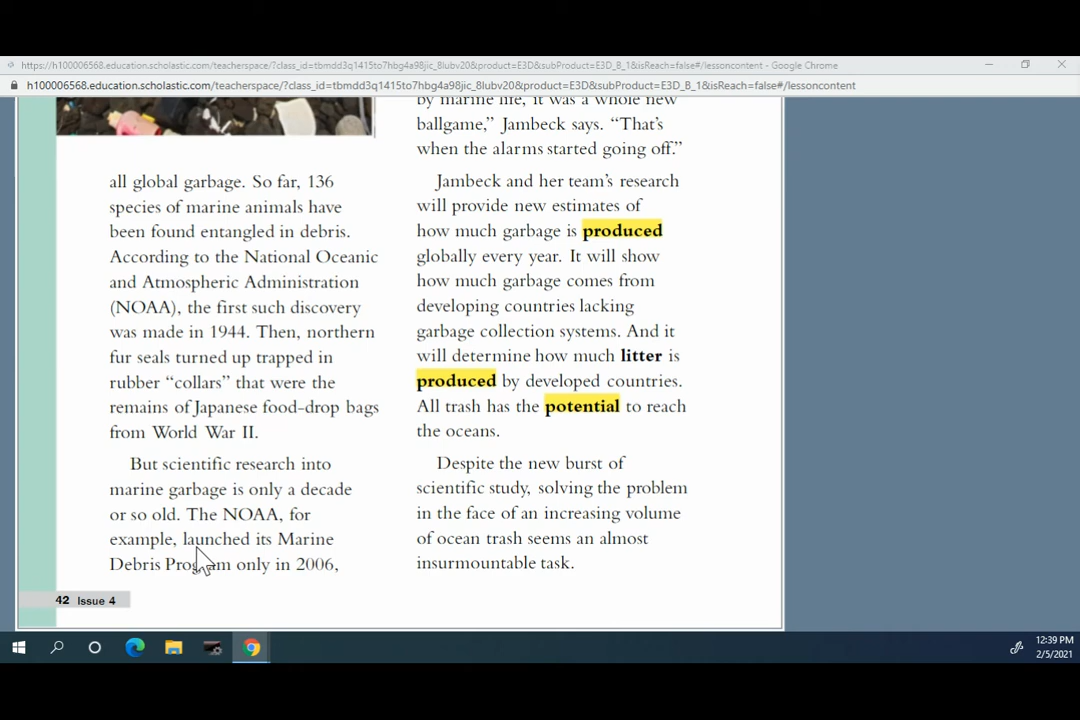 https://h100006568.education.scholastic.com/teacherspace/?class_id=tbmdd3q1415to7hbg4a98jic_8lubv20&product=E3D&subProduct=E3D_B_1&isReach=false#/lessoncontent - Google Chrome
h100006568.education.scholastic.com/teacherspace/?class_id=tbmdd3q1415to7hbg4a98jic_8lubv20&product=E3D&subProduct=E3D_B_1&isReach=false#/lessoncontent
all global garbage. So far, 136
species of marine animals have
been found entangled in debris.
According to the National Oceanic
and Atmospheric Administration
(NOAA), the first such discovery
was made in 1944. Then, northern
fur seals turned up trapped in
rubber “collars” that were the
remains of Japanese food-drop bags
from World War II.
But scientific research into
marine garbage is only a decade
or so old. The NOAA, for
example, launched its Marine
Debris Program only in 2006,
by marine life, it was a whole new
ballgame,” Jambeck says. “That’s
when the alarms started going off.”
Jambeck and her team’s research
will provide new estimates of
how much garbage is produced
globally every year. It will show
how much garbage comes from
developing countries lacking
garbage collection systems. And it
will determine how much litter is
produced by developed countries.
All trash has the potential to reach
the oceans.
Despite the new burst of
scientific study, solving the problem
in the face of an increasing volume
of ocean trash seems an almost
insurmountable task.
42 Issue 4
12:39 PM
2/5/2021